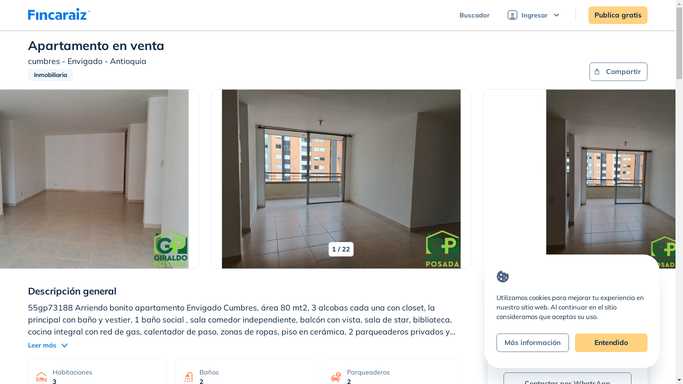 Fincaraiz
Buscador
Ingresar
Publica gratis
Apartamento en venta
cumbres - Envigado - Antioquia
Inmobiliaria
Compartir
GP
GIRALDO
1 / 22
P
POSADA
P
POSADA
Descripción general
55gp73188 Arriendo bonito apartamento Envigado Cumbres, área 80 mt2, 3 alcobas cada una con closet, la
principal con baño y vestier, 1 baño social , sala comedor independiente, balcón con vista, sala de star, biblioteca,
cocina integral con red de gas, calentador de paso, zonas de ropas, piso en cerámica, 2 parqueaderos privados y...
Leer más
Habitaciones
3
Baños
2
Parqueaderos
2
Utilizamos cookies para mejorar tu experiencia en
nuestro sitio web. Al continuar en el sitio
consideramos que aceptas su uso.
Más información
Entendido
Contactar por WhatsApp